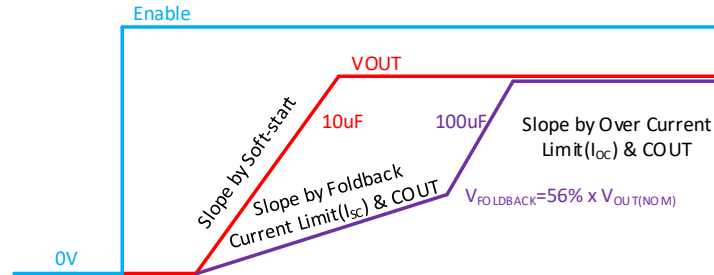 Enable
VOUT
Slope by Soft-start
10uF
100uF
Slope by Over Current
Limit(IOC) & COUT
Slope by Foldback
Current Limit(ISC) & COUT
VFOLDBACK=56% x VOUT(NOM)
0V